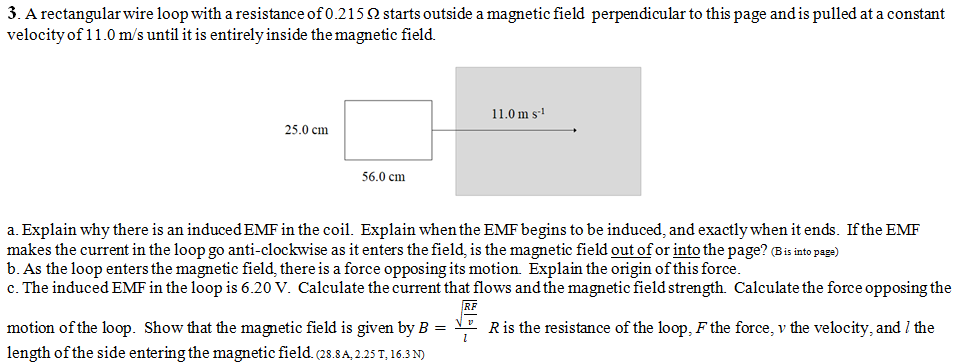 3. A rectangular wire loop with a resistance of 0.215 Ω starts outside a magnetic field perpendicular to this page and is pulled at a constant
velocity of 11.0 m/s until it is entirely inside the magnetic field.
11.0 m s⁻¹
25.0 cm
56.0 cm
a. Explain why there is an induced EMF in the coil. Explain when the EMF begins to be induced, and exactly when it ends. If the EMF
makes the current in the loop go anti-clockwise as it enters the field, is the magnetic field out of or into the page? (B is into page)
b. As the loop enters the magnetic field, there is a force opposing its motion. Explain the origin of this force.
c. The induced EMF in the loop is 6.20 V. Calculate the current that flows and the magnetic field strength. Calculate the force opposing the
motion of the loop. Show that the magnetic field is given by B = √(RF/v)/l R is the resistance of the loop, F the force, v the velocity, and l the
length of the side entering the magnetic field. (28.8 A, 2.25 T, 16.3 N)